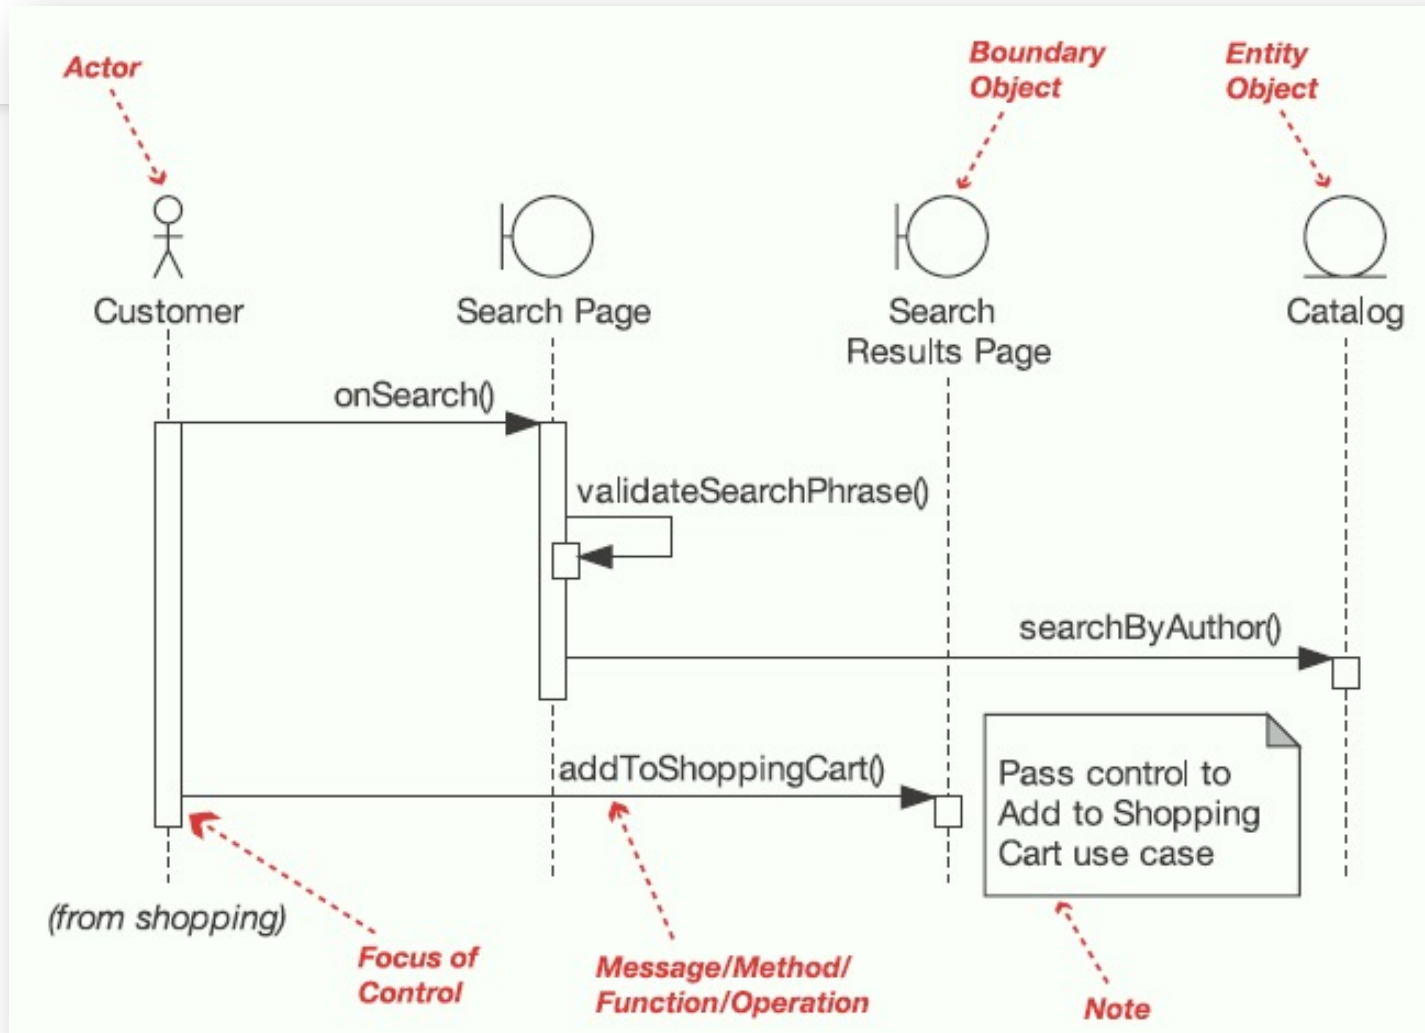 Actor
Boundary
Object
Entity
Object
Customer
Search Page
Search
Results Page
Catalog
onSearch()
validateSearchPhrase()
searchByAuthor()
addToShoppingCart()
Pass control to
Add to Shopping
Cart use case
(from shopping)
Focus of
Control
Message/Method/
Function/Operation
Note